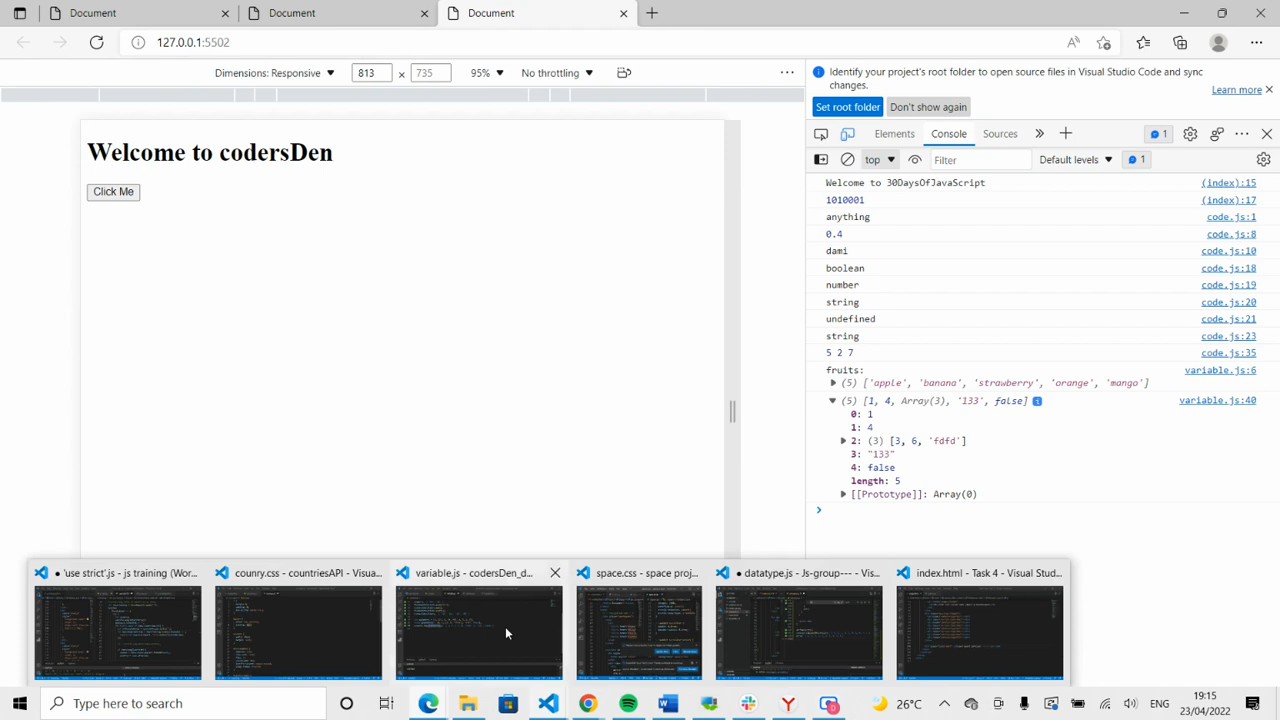 Document
Document
Document
127.0.0.1:5502
Dimensions: Responsive 813 × 735 95% No throttling
Identify your project's root folder to open source files in Visual Studio Code and sync
changes.
Learn more
Set root folder Don't show again
Elements Console Sources 1
top Filter Default levels 1
Welcome to codersDen
Click Me
Welcome to 30DaysOfJavaScript (index):15
1010001 (index):17
anything code.js:1
0.4 code.js:8
dami code.js:10
boolean code.js:18
number code.js:19
string code.js:20
undefined code.js:21
string code.js:23
5 2 7 code.js:35
fruits: variable.js:6
(5) ['apple', 'banana', 'strawberry', 'orange', 'mango']
(5) [1, 4, Array(3), '133', false] variable.js:40
0: 1
1: 4
2: (3) [3, 6, 'fdfd']
3: "133"
4: false
length: 5
[[Prototype]]: Array(0)
● 'use strict'.js - js training (Wor...
counry.css - countriesAPI - Visua...
variable.js - codersDen_d...
space.css - space proj...
● datatype.js - Js-group---- - Vis...
index.html - Task 4 - Visual Stud...
Type here to search
26°C
ENG
19:15
23/04/2022